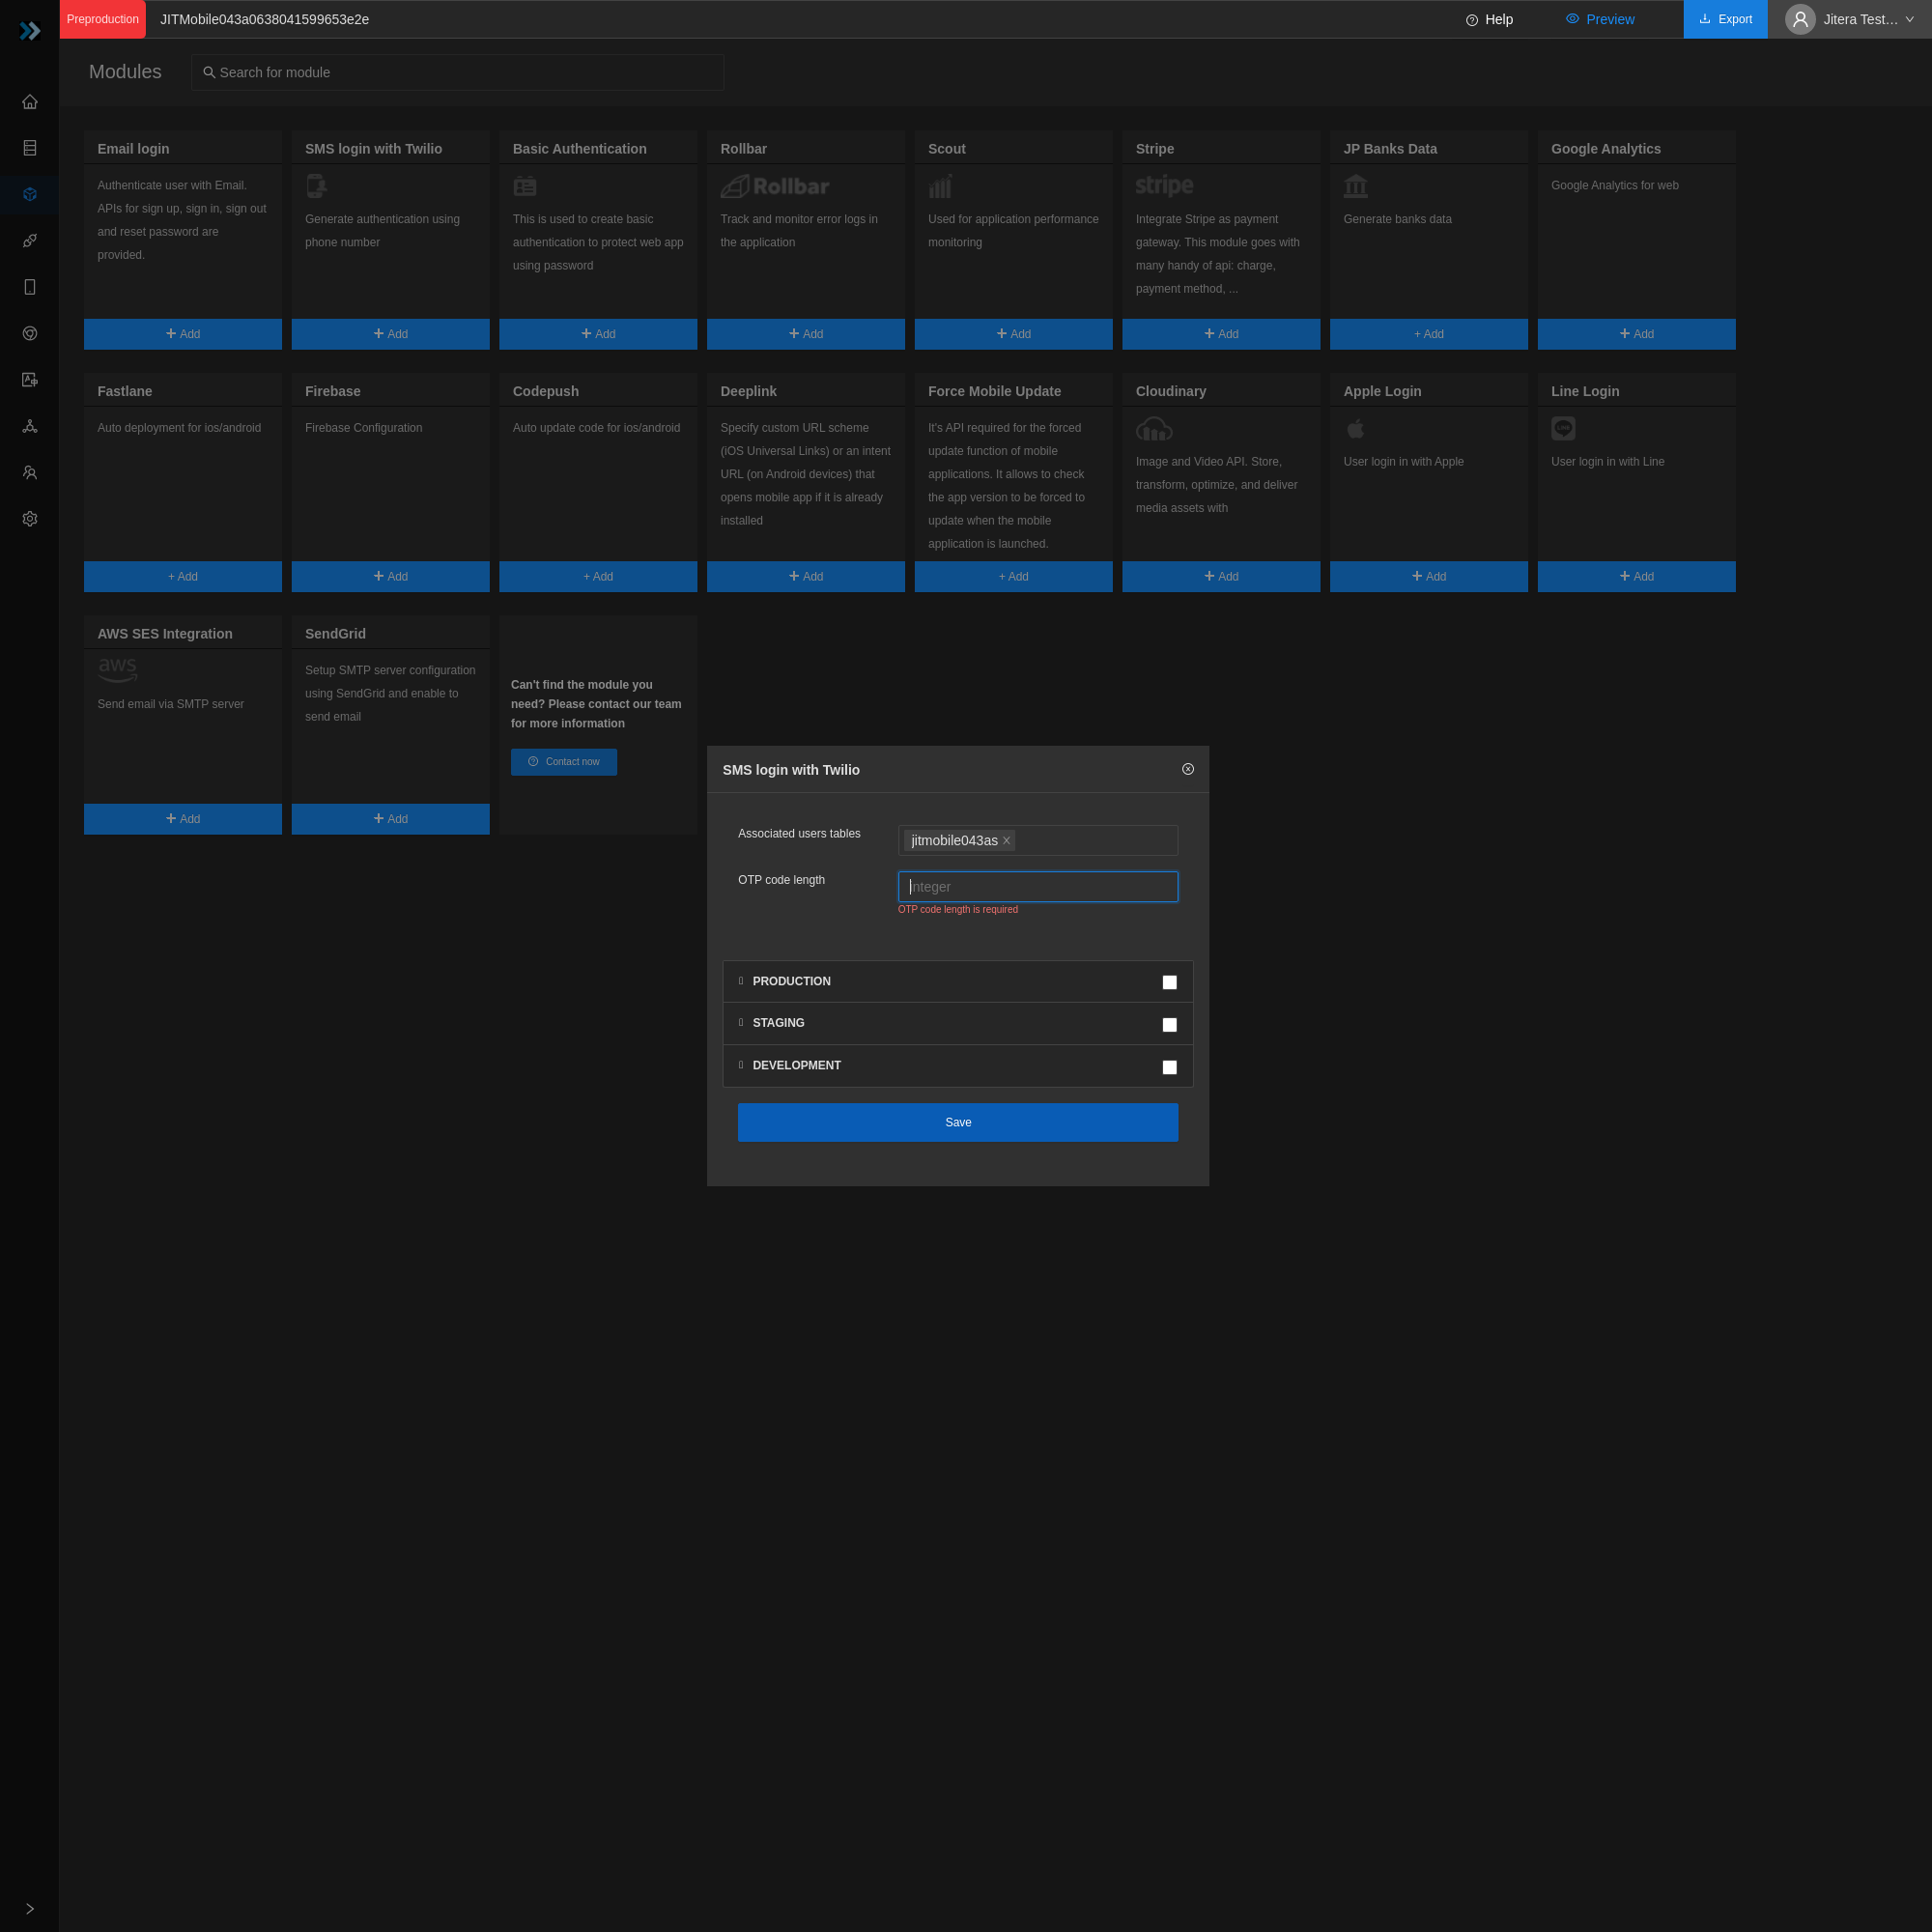 Preproduction
JITMobile043a0638041599653e2e
Help
Preview
Export
Jitera Test…
Modules
Search for module
Email login
Authenticate user with Email.
APIs for sign up, sign in, sign out
and reset password are
provided.
+ Add
SMS login with Twilio
Generate authentication using
phone number
+ Add
Basic Authentication
This is used to create basic
authentication to protect web app
using password
+ Add
Rollbar
Rollbar
Track and monitor error logs in
the application
+ Add
Scout
Used for application performance
monitoring
+ Add
Stripe
stripe
Integrate Stripe as payment
gateway. This module goes with
many handy of api: charge,
payment method, ...
+ Add
JP Banks Data
Generate banks data
+ Add
Google Analytics
Google Analytics for web
+ Add
Fastlane
Auto deployment for ios/android
+ Add
Firebase
Firebase Configuration
+ Add
Codepush
Auto update code for ios/android
+ Add
Deeplink
Specify custom URL scheme
(iOS Universal Links) or an intent
URL (on Android devices) that
opens mobile app if it is already
installed
+ Add
Force Mobile Update
It's API required for the forced
update function of mobile
applications. It allows to check
the app version to be forced to
update when the mobile
application is launched.
+ Add
Cloudinary
Image and Video API. Store,
transform, optimize, and deliver
media assets with
+ Add
Apple Login
User login in with Apple
+ Add
Line Login
LINE
User login in with Line
+ Add
AWS SES Integration
aws
Send email via SMTP server
+ Add
SendGrid
Setup SMTP server configuration
using SendGrid and enable to
send email
+ Add
Can't find the module you
need? Please contact our team
for more information
Contact now
SMS login with Twilio
Associated users tables
jitmobile043as
OTP code length
integer
OTP code length is required
PRODUCTION
STAGING
DEVELOPMENT
Save